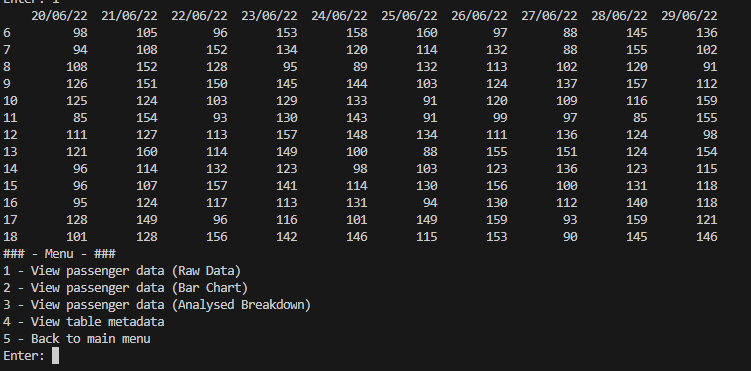 Enter: 1
20/06/22 21/06/22 22/06/22 23/06/22 24/06/22 25/06/22 26/06/22 27/06/22 28/06/22 29/06/22
6 98 105 96 153 158 160 97 88 145 136
7 94 108 152 134 120 114 132 88 155 102
8 108 152 128 95 89 132 113 102 120 91
9 126 151 150 145 144 103 124 137 157 112
10 125 124 103 129 133 91 120 109 116 159
11 85 154 93 130 143 91 99 97 85 155
12 111 127 113 157 148 134 111 136 124 98
13 121 160 114 149 100 88 155 151 124 154
14 96 114 132 123 98 103 123 136 123 115
15 96 107 157 141 114 130 156 100 131 118
16 95 124 117 113 131 94 130 112 140 118
17 128 149 96 116 101 149 159 93 159 121
18 101 128 156 142 146 115 153 90 145 146
### - Menu - ###
1 - View passenger data (Raw Data)
2 - View passenger data (Bar Chart)
3 - View passenger data (Analysed Breakdown)
4 - View table metadata
5 - Back to main menu
Enter: